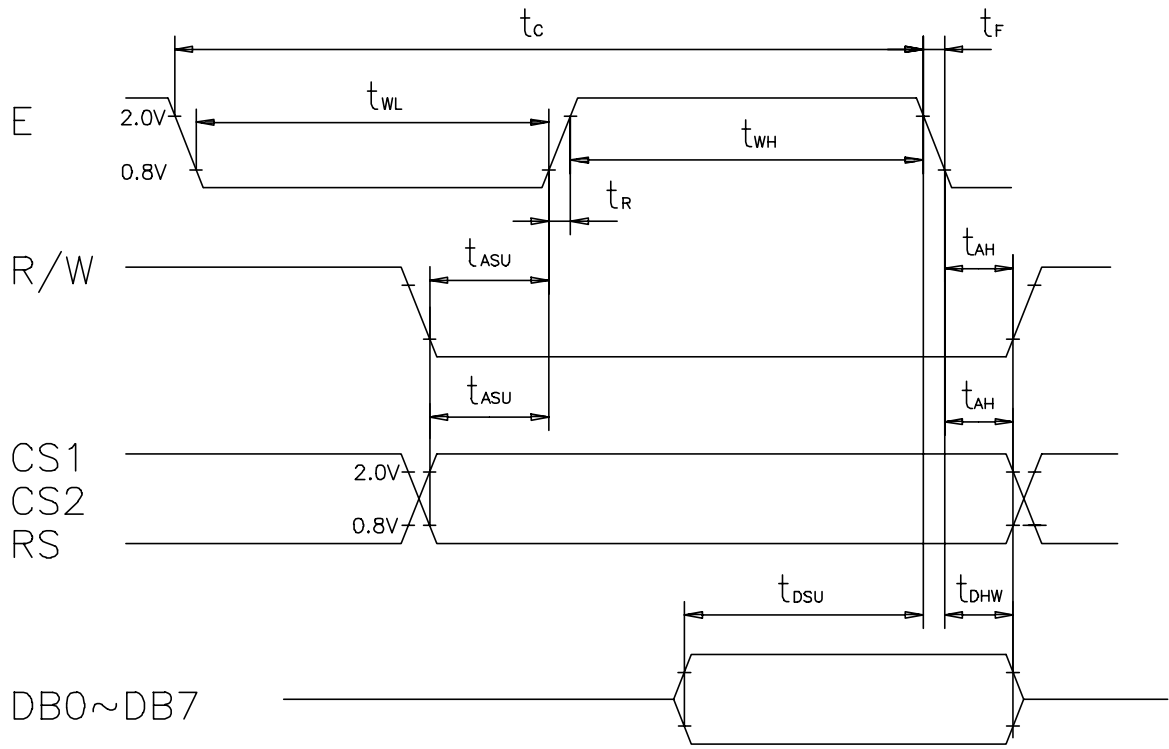 tC
tF
E
2.0V
tWL
tWH
0.8V
tR
R/W
tASU
tAH
tASU
tAH
CS1
2.0V
CS2
0.8V
RS
tDSU
tDHW
DB0~DB7